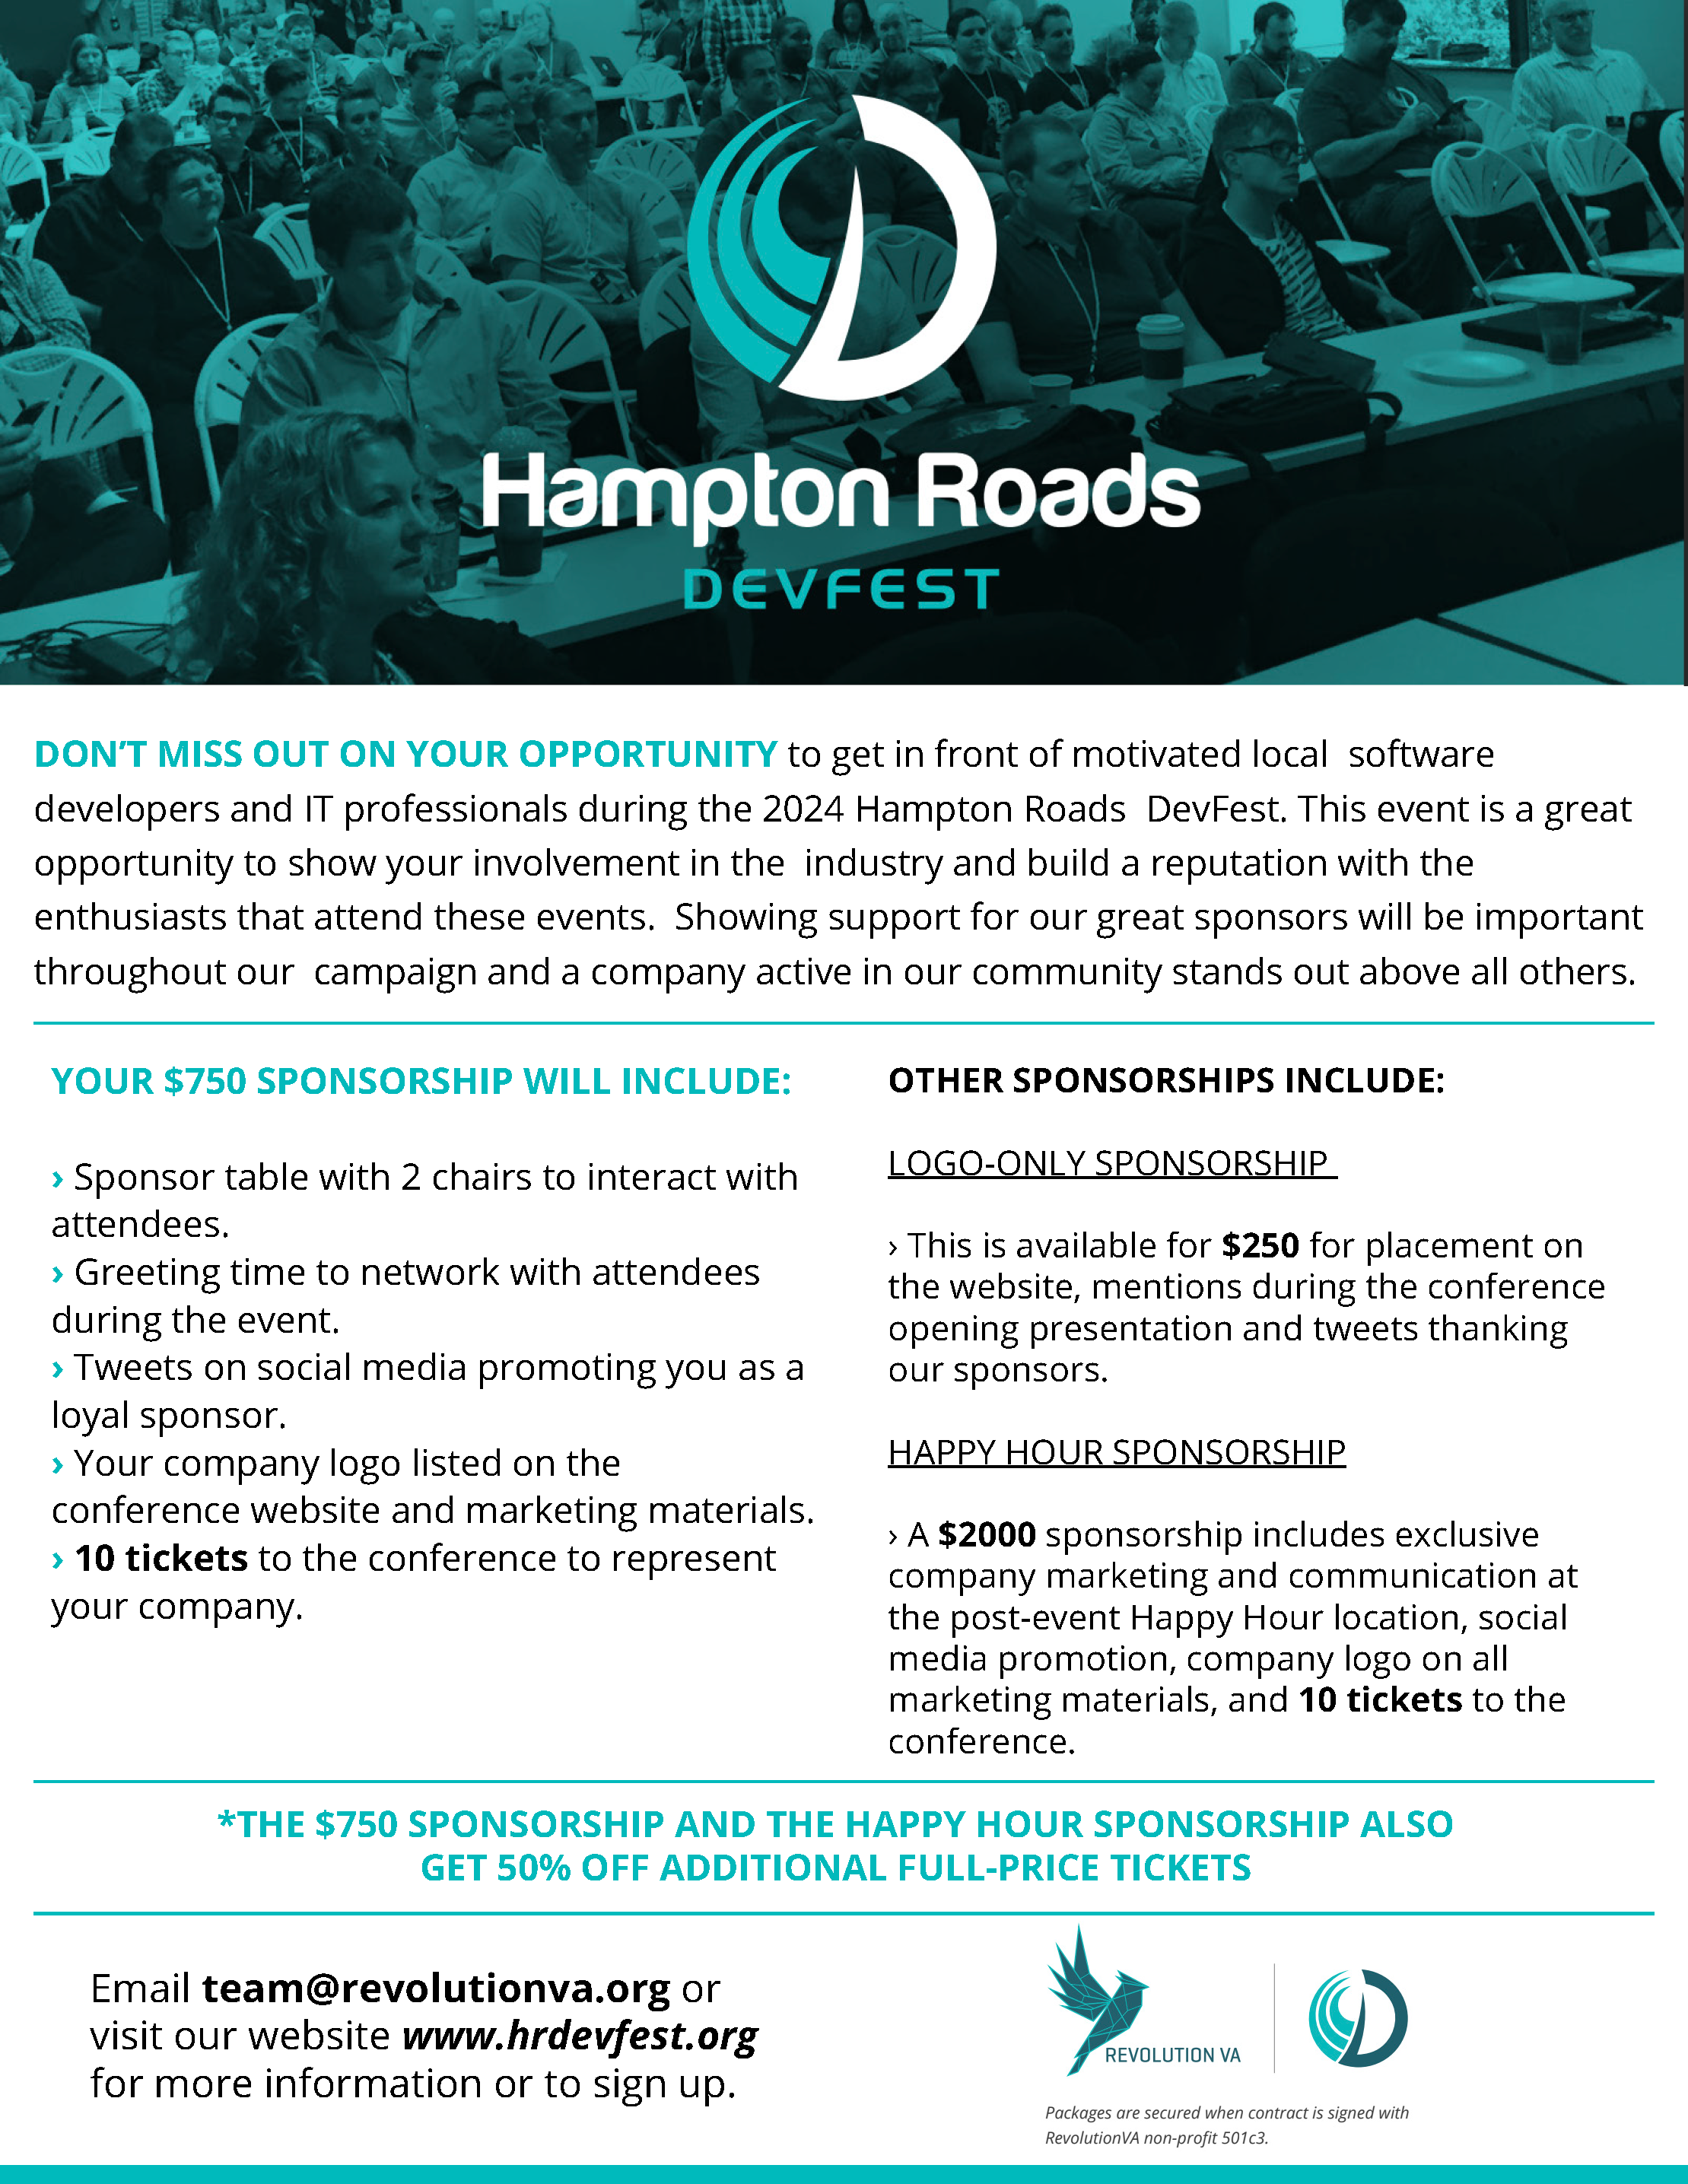 Hampton Roads
DEVFEST
DON'T MISS OUT ON YOUR OPPORTUNITY to get in front of motivated local software
developers and IT professionals during the 2024 Hampton Roads DevFest. This event is a great
opportunity to show your involvement in the industry and build a reputation with the
enthusiasts that attend these events. Showing support for our great sponsors will be important
throughout our campaign and a company active in our community stands out above all others.
YOUR $750 SPONSORSHIP WILL INCLUDE:
› Sponsor table with 2 chairs to interact with
attendees.
› Greeting time to network with attendees
during the event.
› Tweets on social media promoting you as a
loyal sponsor.
› Your company logo listed on the
conference website and marketing materials.
› 10 tickets to the conference to represent
your company.
OTHER SPONSORSHIPS INCLUDE:
LOGO-ONLY SPONSORSHIP
› This is available for $250 for placement on
the website, mentions during the conference
opening presentation and tweets thanking
our sponsors.
HAPPY HOUR SPONSORSHIP
› A $2000 sponsorship includes exclusive
company marketing and communication at
the post-event Happy Hour location, social
media promotion, company logo on all
marketing materials, and 10 tickets to the
conference.
*THE $750 SPONSORSHIP AND THE HAPPY HOUR SPONSORSHIP ALSO
GET 50% OFF ADDITIONAL FULL-PRICE TICKETS
Email team@revolutionva.org or
visit our website www.hrdevfest.org
for more information or to sign up.
REVOLUTION VA
Packages are secured when contract is signed with
RevolutionVA non-profit 501c3.